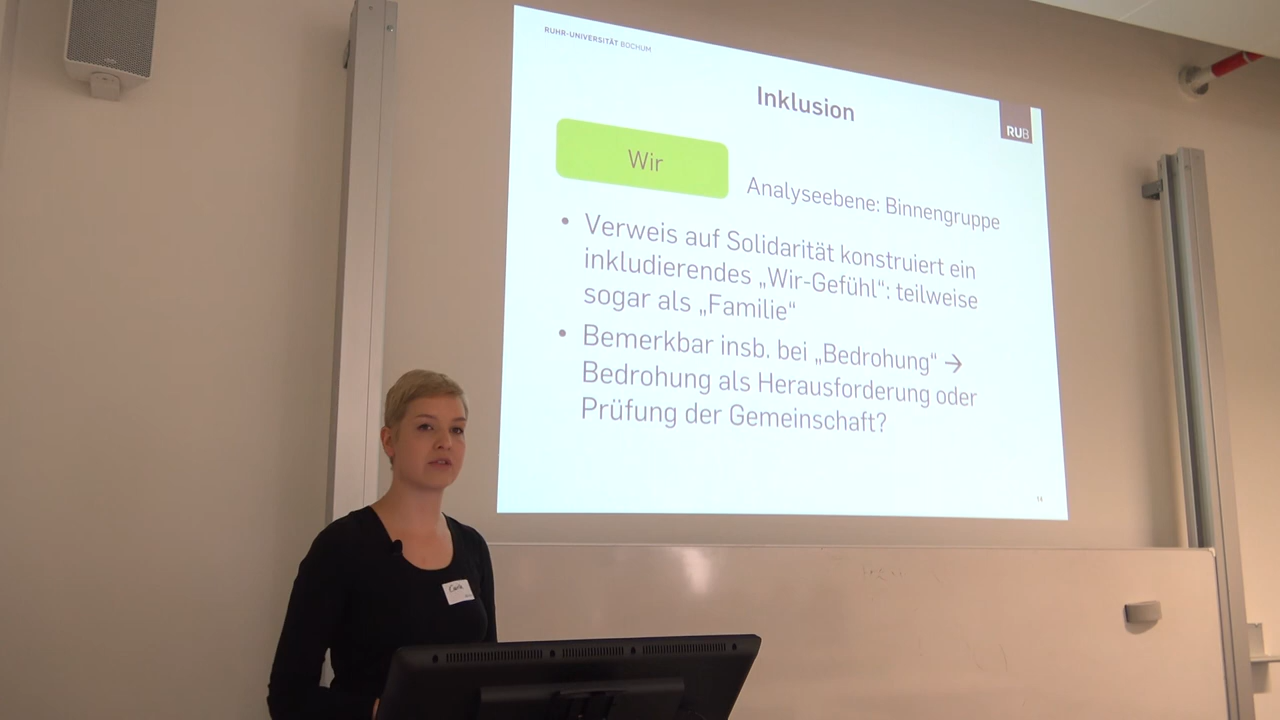 RUHR-UNIVERSITÄT BOCHUM
Inklusion
RUB
Wir
Analyseebene: Binnengruppe
• Verweis auf Solidarität konstruiert ein
inkludierendes „Wir-Gefühl“: teilweise
sogar als „Familie“
• Bemerkbar insb. bei „Bedrohung“ →
Bedrohung als Herausforderung oder
Prüfung der Gemeinschaft?
14